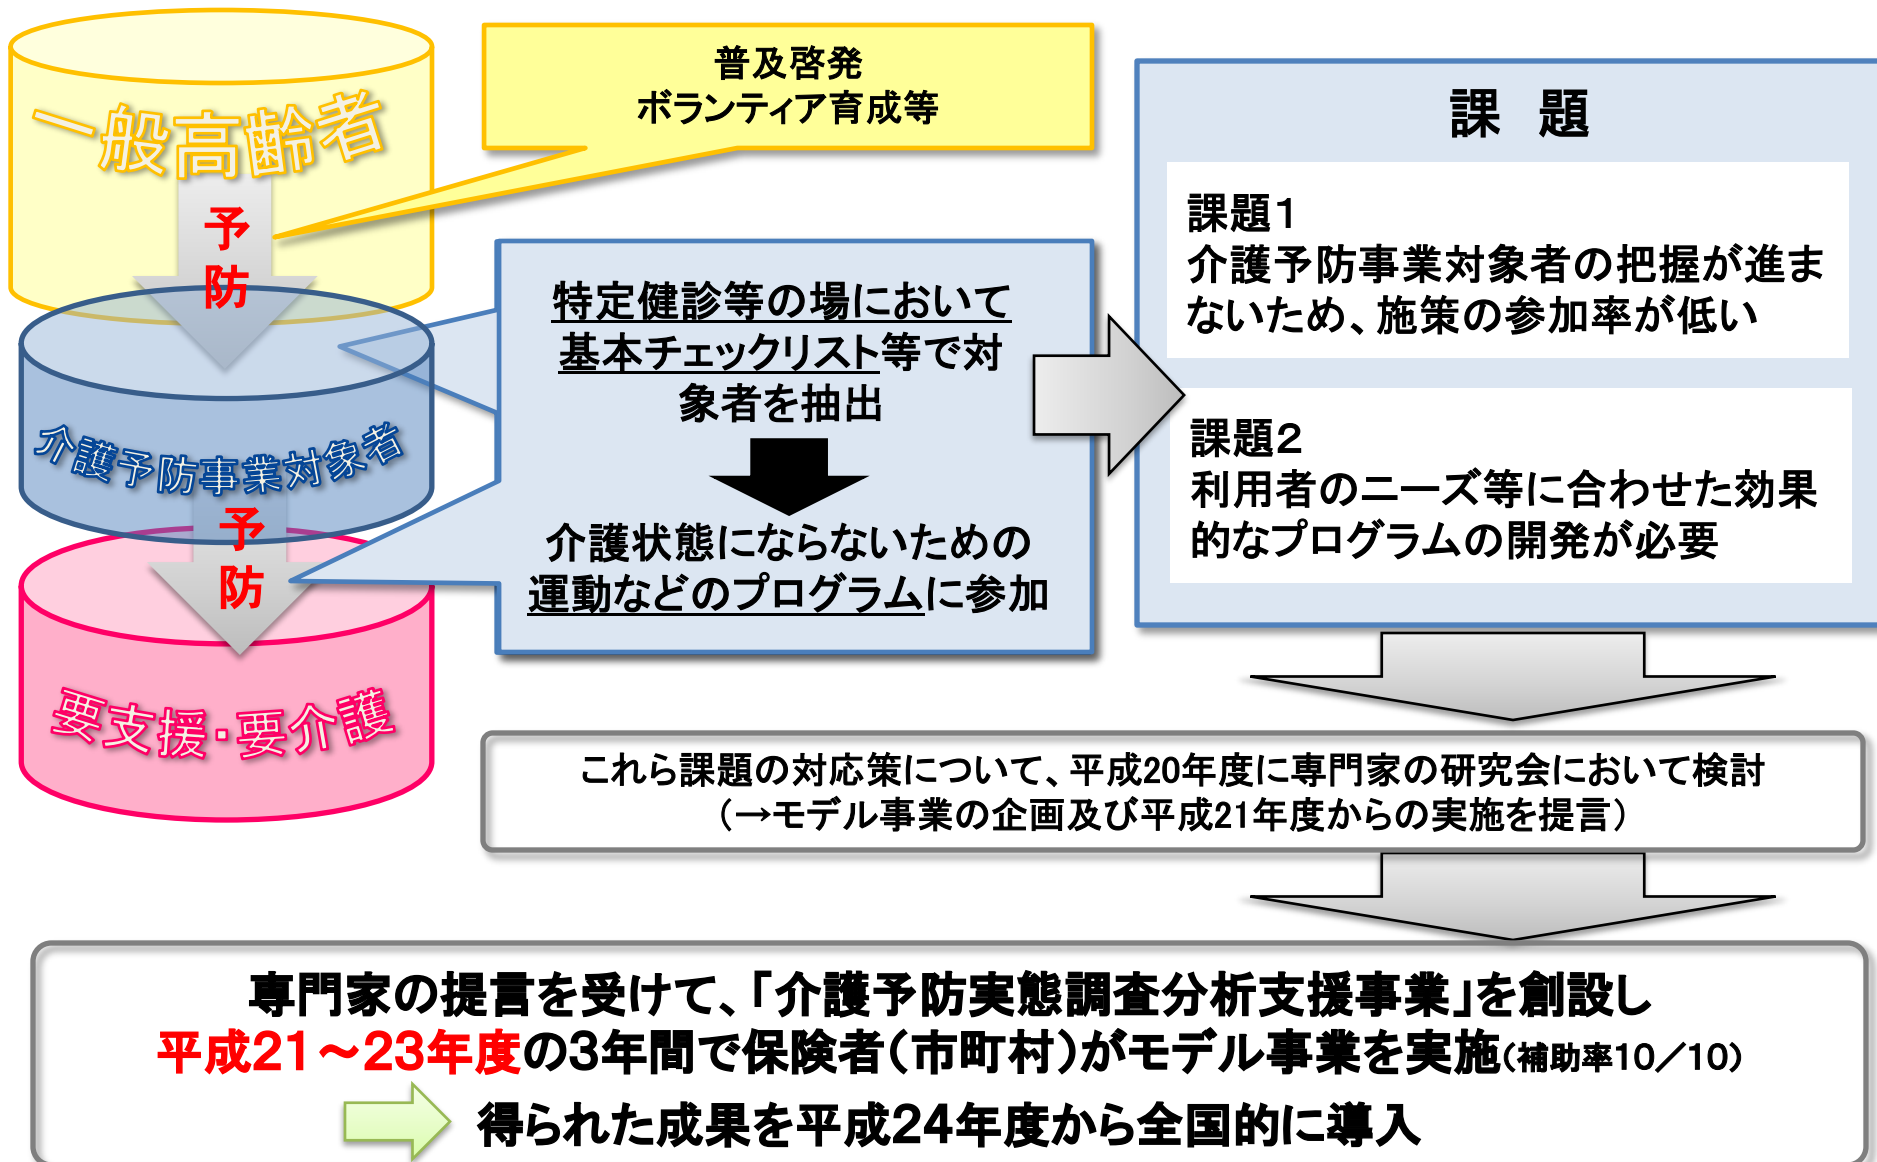 一般高齢者
予
防
介護予防事業対象者
予
防
要支援・要介護
普及啓発
ボランティア育成等
特定健診等の場において
基本チェックリスト等で対
象者を抽出
介護状態にならないための
運動などのプログラムに参加
課　題
課題１
介護予防事業対象者の把握が進ま
ないため、施策の参加率が低い
課題２
利用者のニーズ等に合わせた効果
的なプログラムの開発が必要
これら課題の対応策について、平成20年度に専門家の研究会において検討
（→モデル事業の企画及び平成21年度からの実施を提言）
専門家の提言を受けて、「介護予防実態調査分析支援事業」を創設し
平成２１～２３年度の３年間で保険者（市町村）がモデル事業を実施（補助率１０／１０）
得られた成果を平成２４年度から全国的に導入